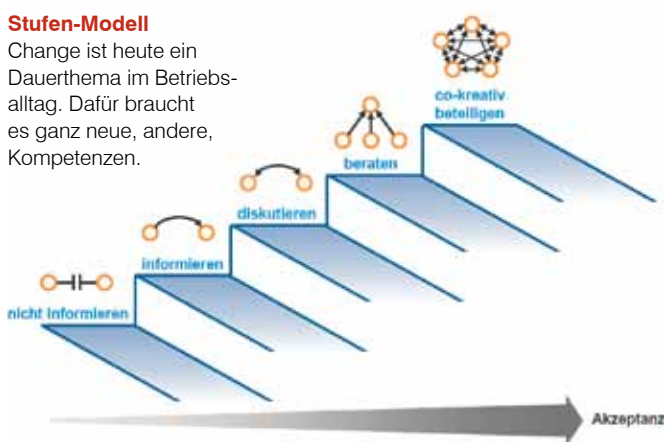 Stufen-Modell
Change ist heute ein
Dauerthema im Betriebs-
alltag. Dafür braucht
es ganz neue, andere,
Kompetenzen.
co-kreativ
beteiligen
beraten
diskutieren
informieren
nicht informieren
Akzeptanz